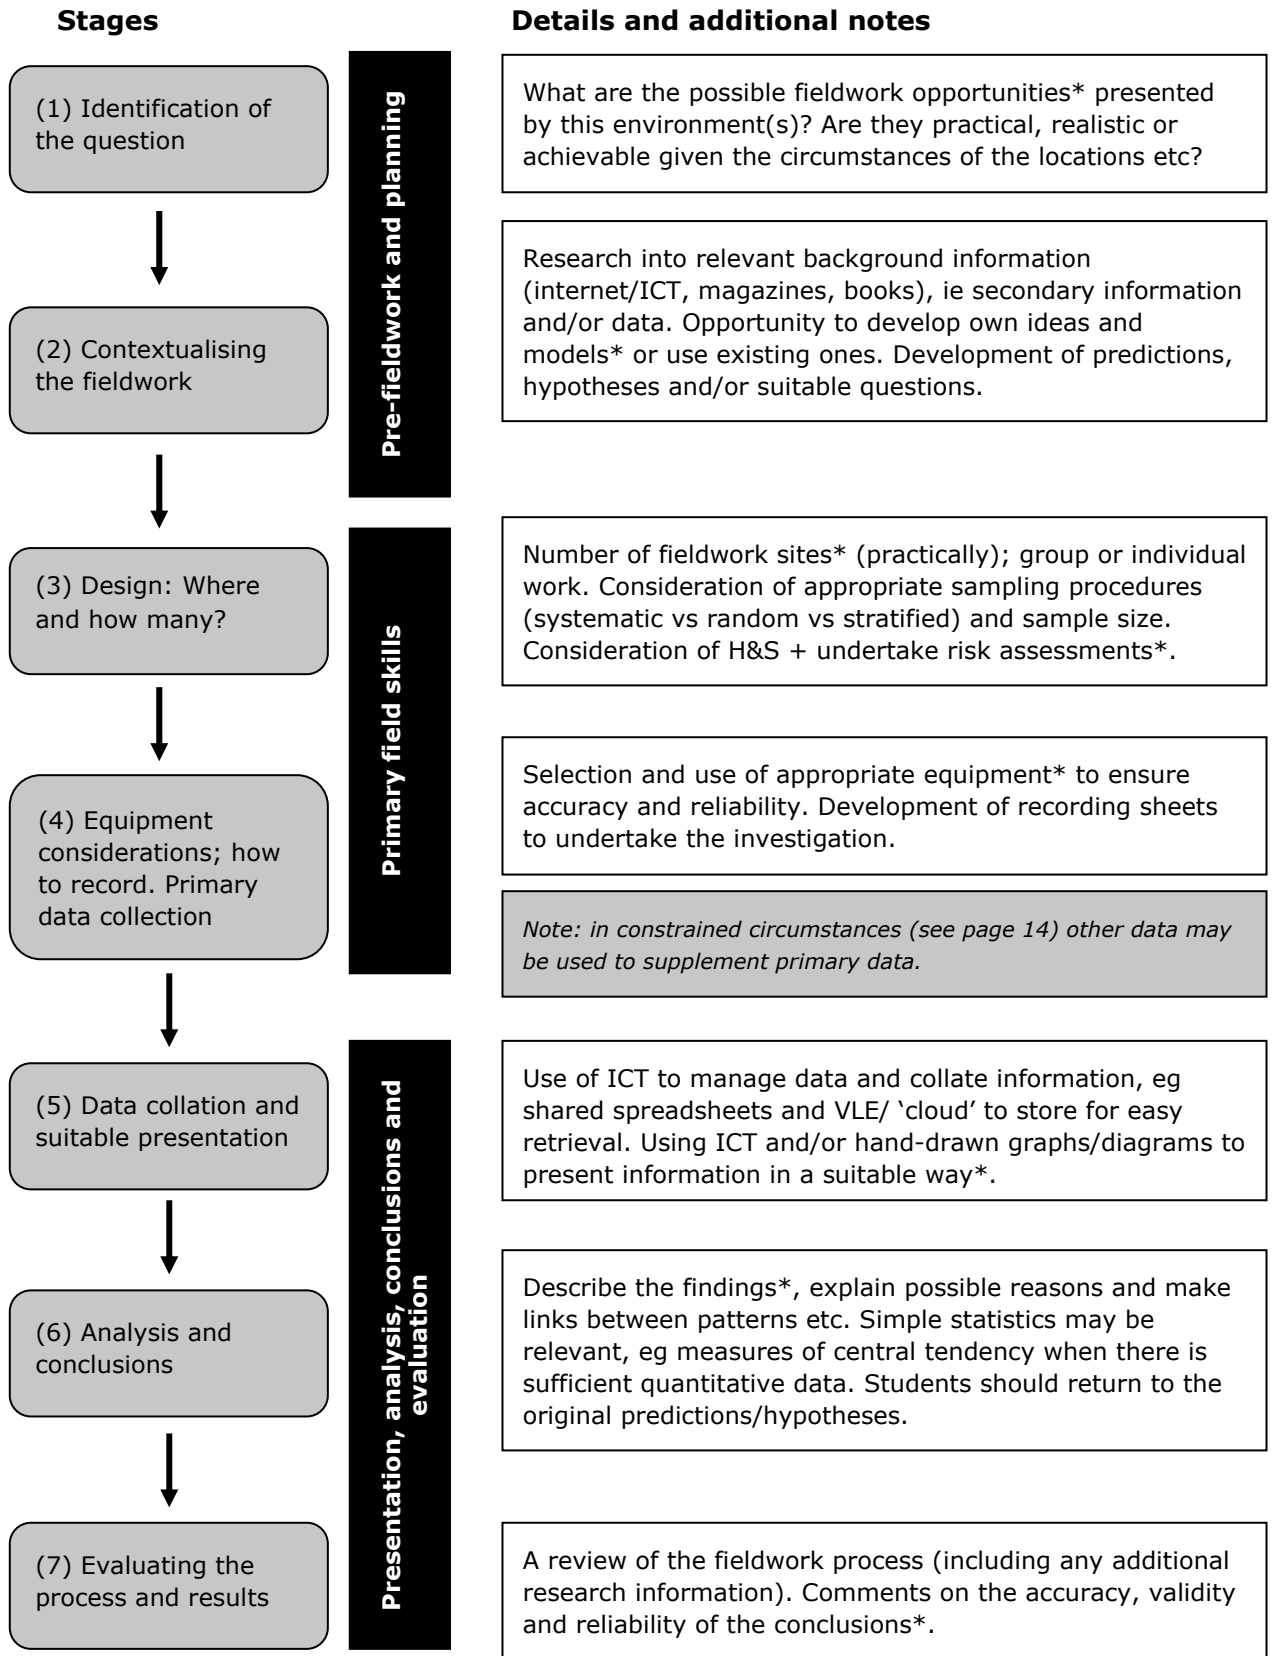 Stages
Details and additional notes
(1) Identification of
the question
Pre-fieldwork and planning
What are the possible fieldwork opportunities* presented
by this environment(s)? Are they practical, realistic or
achievable given the circumstances of the locations etc?
(2) Contextualising
the fieldwork
Research into relevant background information
(internet/ICT, magazines, books), ie secondary information
and/or data. Opportunity to develop own ideas and
models* or use existing ones. Development of predictions,
hypotheses and/or suitable questions.
(3) Design: Where
and how many?
Primary field skills
Number of fieldwork sites* (practically); group or individual
work. Consideration of appropriate sampling procedures
(systematic vs random vs stratified) and sample size.
Consideration of H&S + undertake risk assessments*.
(4) Equipment
considerations; how
to record. Primary
data collection
Selection and use of appropriate equipment* to ensure
accuracy and reliability. Development of recording sheets
to undertake the investigation.
Note: in constrained circumstances (see page 14) other data may
be used to supplement primary data.
(5) Data collation and
suitable presentation
Presentation, analysis, conclusions and
evaluation
Use of ICT to manage data and collate information, eg
shared spreadsheets and VLE/ ‘cloud’ to store for easy
retrieval. Using ICT and/or hand-drawn graphs/diagrams to
present information in a suitable way*.
(6) Analysis and
conclusions
Describe the findings*, explain possible reasons and make
links between patterns etc. Simple statistics may be
relevant, eg measures of central tendency when there is
sufficient quantitative data. Students should return to the
original predictions/hypotheses.
(7) Evaluating the
process and results
A review of the fieldwork process (including any additional
research information). Comments on the accuracy, validity
and reliability of the conclusions*.